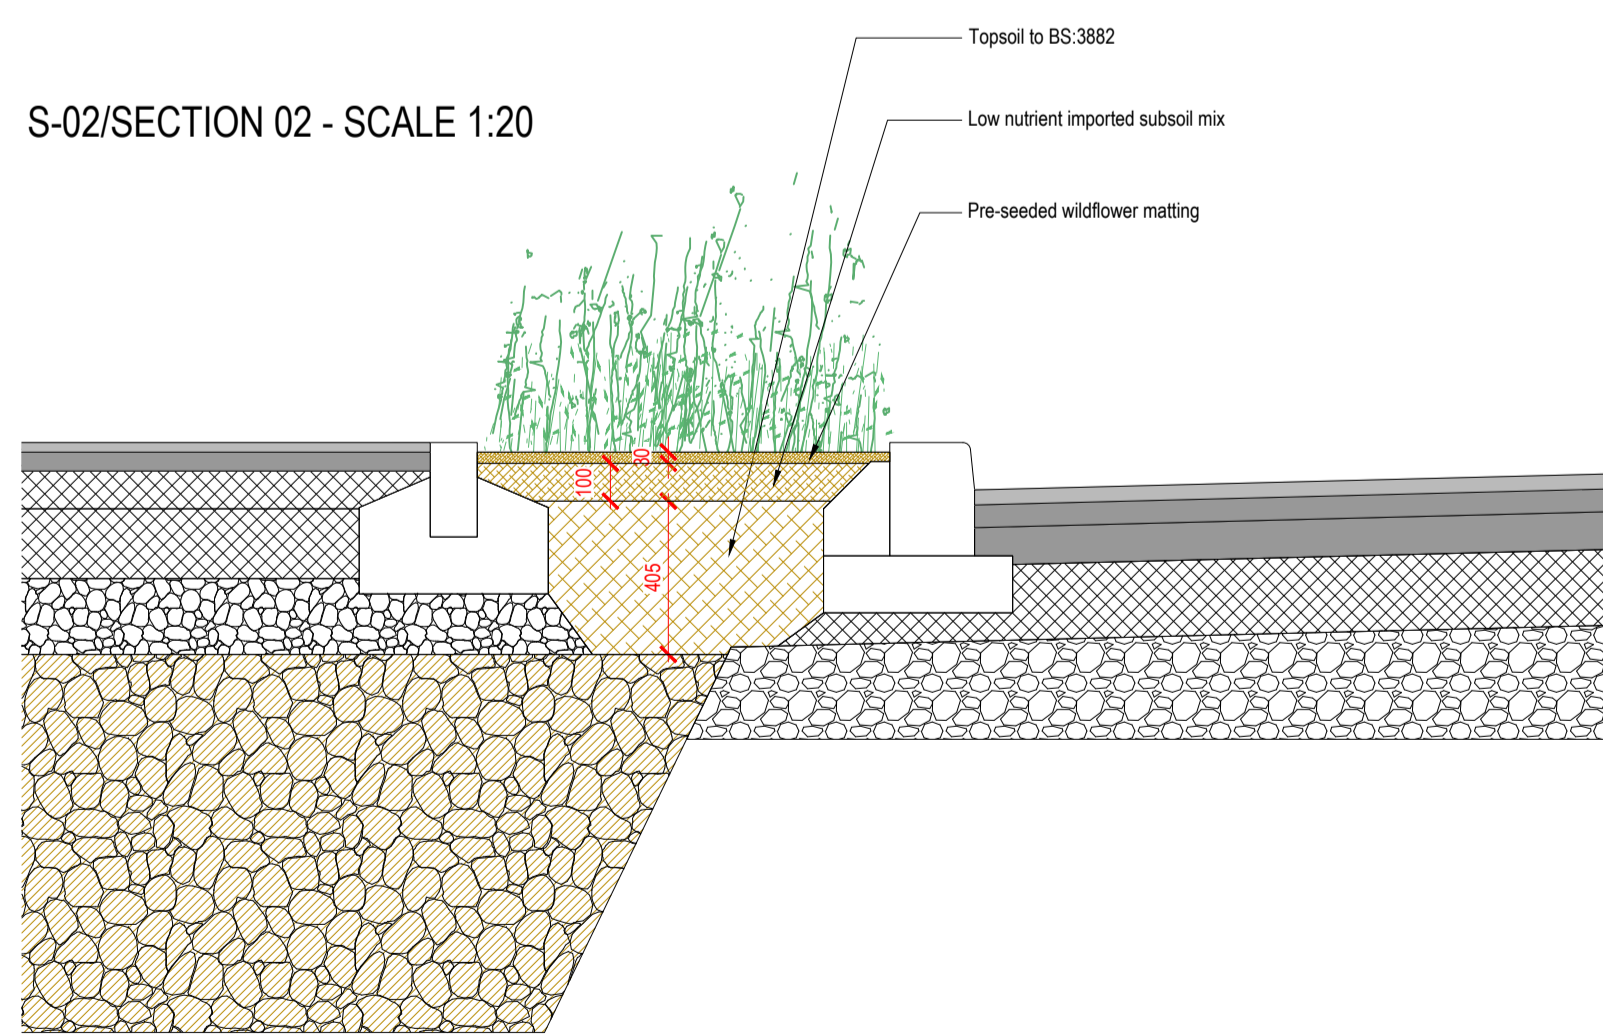 Topsoil to BS:3882
S-02/SECTION 02 - SCALE 1:20
Low nutrient imported subsoil mix
Pre-seeded wildflower matting
30
100
405